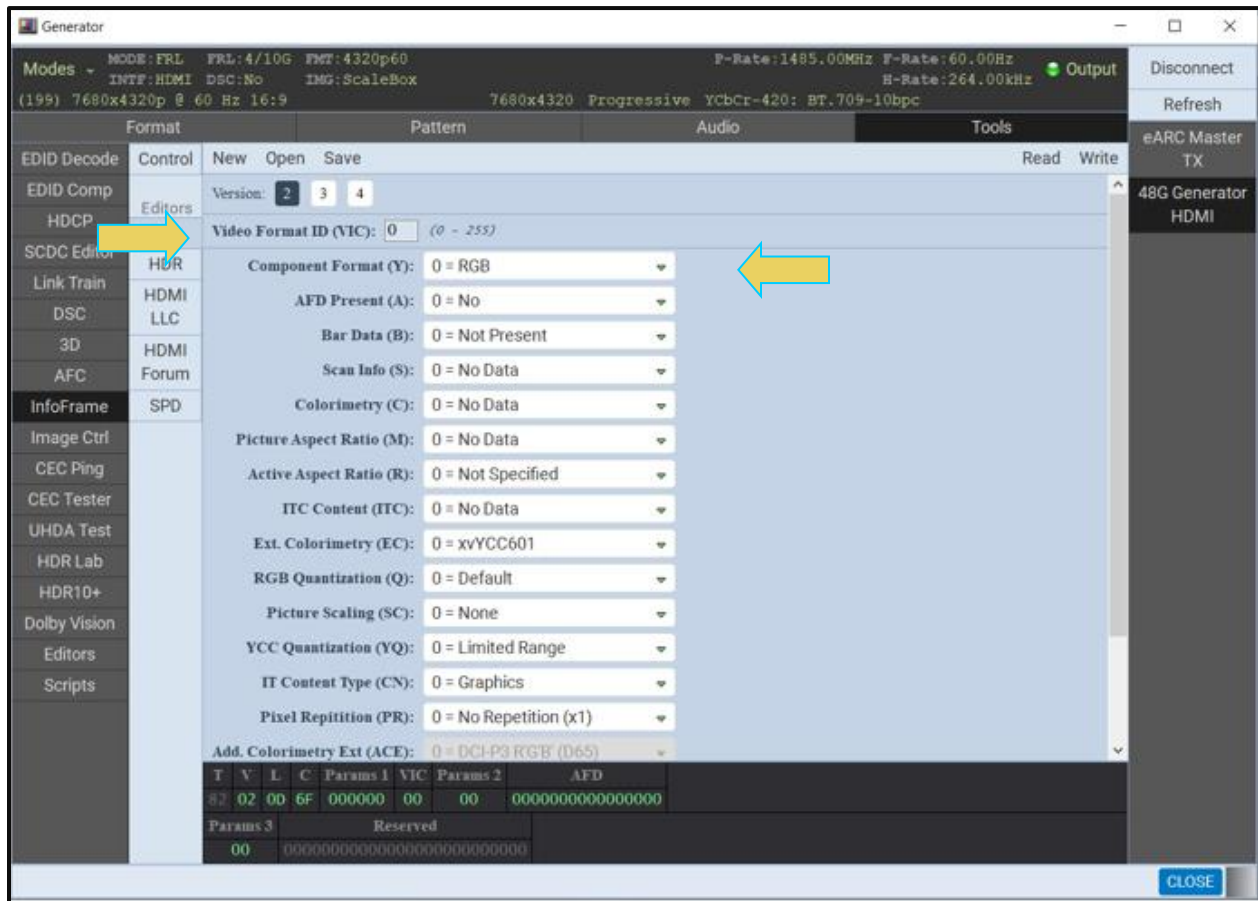 Generator
Modes MODE:FRL FRL:4/10G FMT:4320p60 P-Rate:1485.00MHz F-Rate:60.00Hz Output
INTF:HDMI DSC:No IMG:ScaleBox H-Rate:264.00kHz
(199) 7680x4320p @ 60 Hz 16:9 7680x4320 Progressive YCbCr-420: BT.709-10bpc
Disconnect
Refresh
eARC Master
TX
48G Generator
HDMI
Format Pattern Audio Tools
EDID Decode
EDID Comp
HDCP
SCDC Editor
Link Train
DSC
3D
AFC
InfoFrame
Image Ctrl
CEC Ping
CEC Tester
UHDA Test
HDR Lab
HDR10+
Dolby Vision
Editors
Scripts
Control
Editors
HDR
HDMI
LLC
HDMI
Forum
SPD
New Open Save Read Write
Version: 2 3 4
Video Format ID (VIC): 0 (0 - 255)
Component Format (Y): 0 = RGB
AFD Present (A): 0 = No
Bar Data (B): 0 = Not Present
Scan Info (S): 0 = No Data
Colorimetry (C): 0 = No Data
Picture Aspect Ratio (M): 0 = No Data
Active Aspect Ratio (R): 0 = Not Specified
ITC Content (ITC): 0 = No Data
Ext. Colorimetry (EC): 0 = xvYCC601
RGB Quantization (Q): 0 = Default
Picture Scaling (SC): 0 = None
YCC Quantization (YQ): 0 = Limited Range
IT Content Type (CN): 0 = Graphics
Pixel Repitition (PR): 0 = No Repetition (x1)
Add. Colorimetry Ext (ACE): 0 = DCI-P3 R'G'B' (D65)
T V L C Params 1 VIC Params 2 AFD
82 02 0D 6F 000000 00 00 0000000000000000
Params 3 Reserved
00 00000000000000000000000000
CLOSE